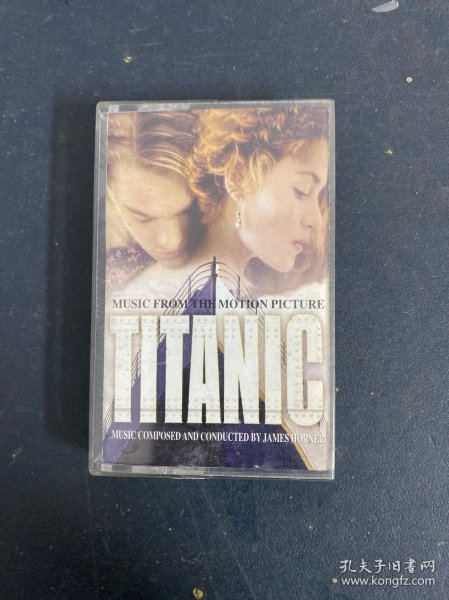 MUSIC FROM THE MOTION PICTURE
TITANIC
MUSIC COMPOSED AND CONDUCTED BY JAMES HORNER
孔夫子旧书网
www.kongfz.com